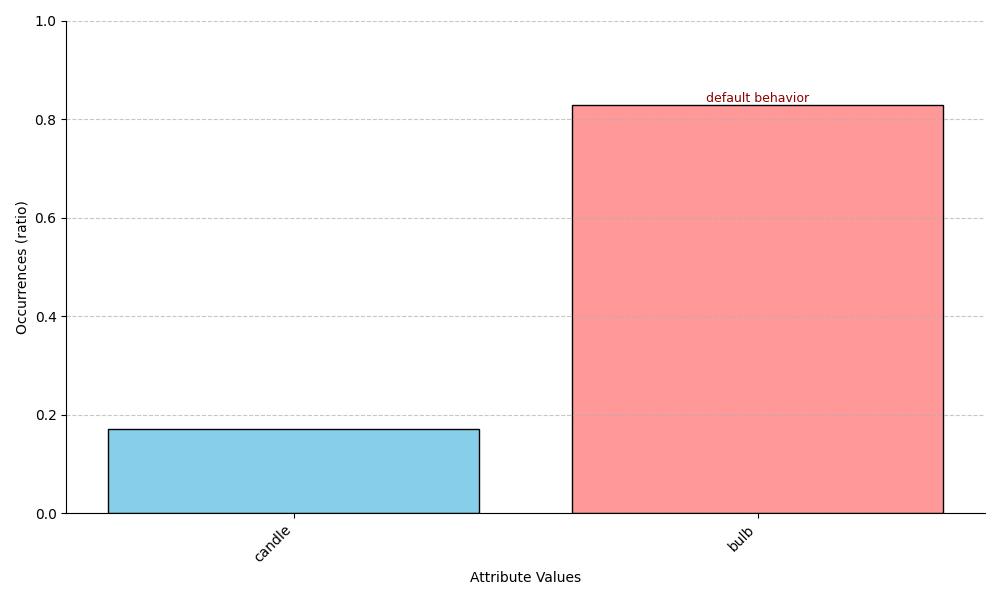 1.0
default behavior
0.8
0.6
0.4
0.2
0.0
Occurrences (ratio)
candle
bulb
Attribute Values